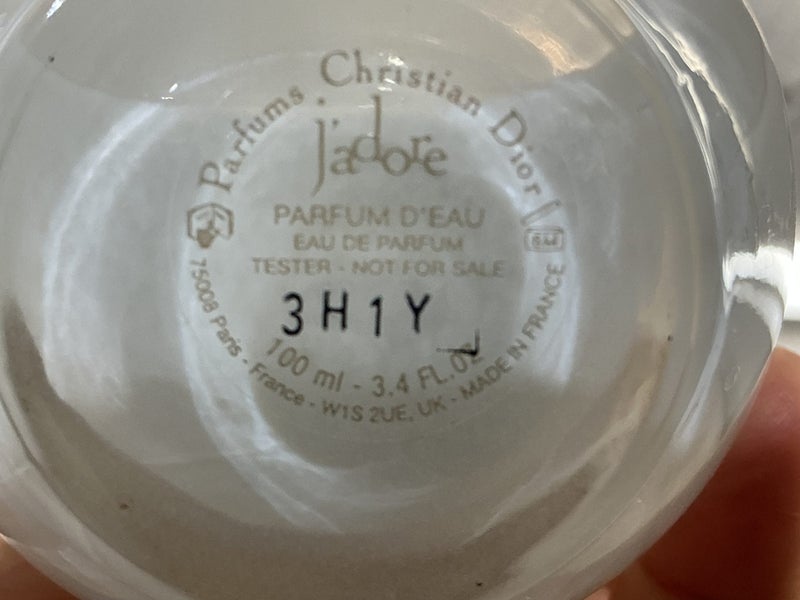 Parfums Christian Dior
j'adore
PARFUM D'EAU
EAU DE PARFUM
TESTER - NOT FOR SALE
3H1Y
100 ml - 3.4 FL.
75008 Paris - France - W1S 2UE, UK - MADE IN FRANCE